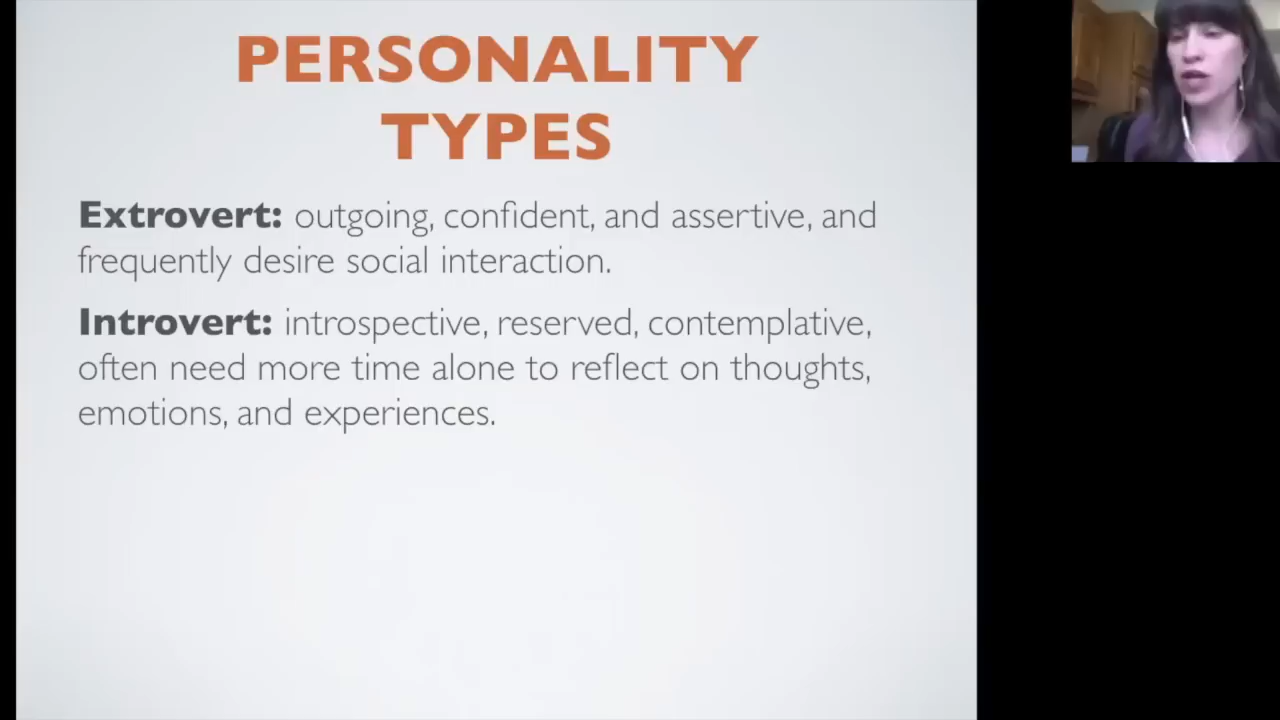 PERSONALITY
TYPES
Extrovert: outgoing, confident, and assertive, and
frequently desire social interaction.
Introvert: introspective, reserved, contemplative,
often need more time alone to reflect on thoughts,
emotions, and experiences.